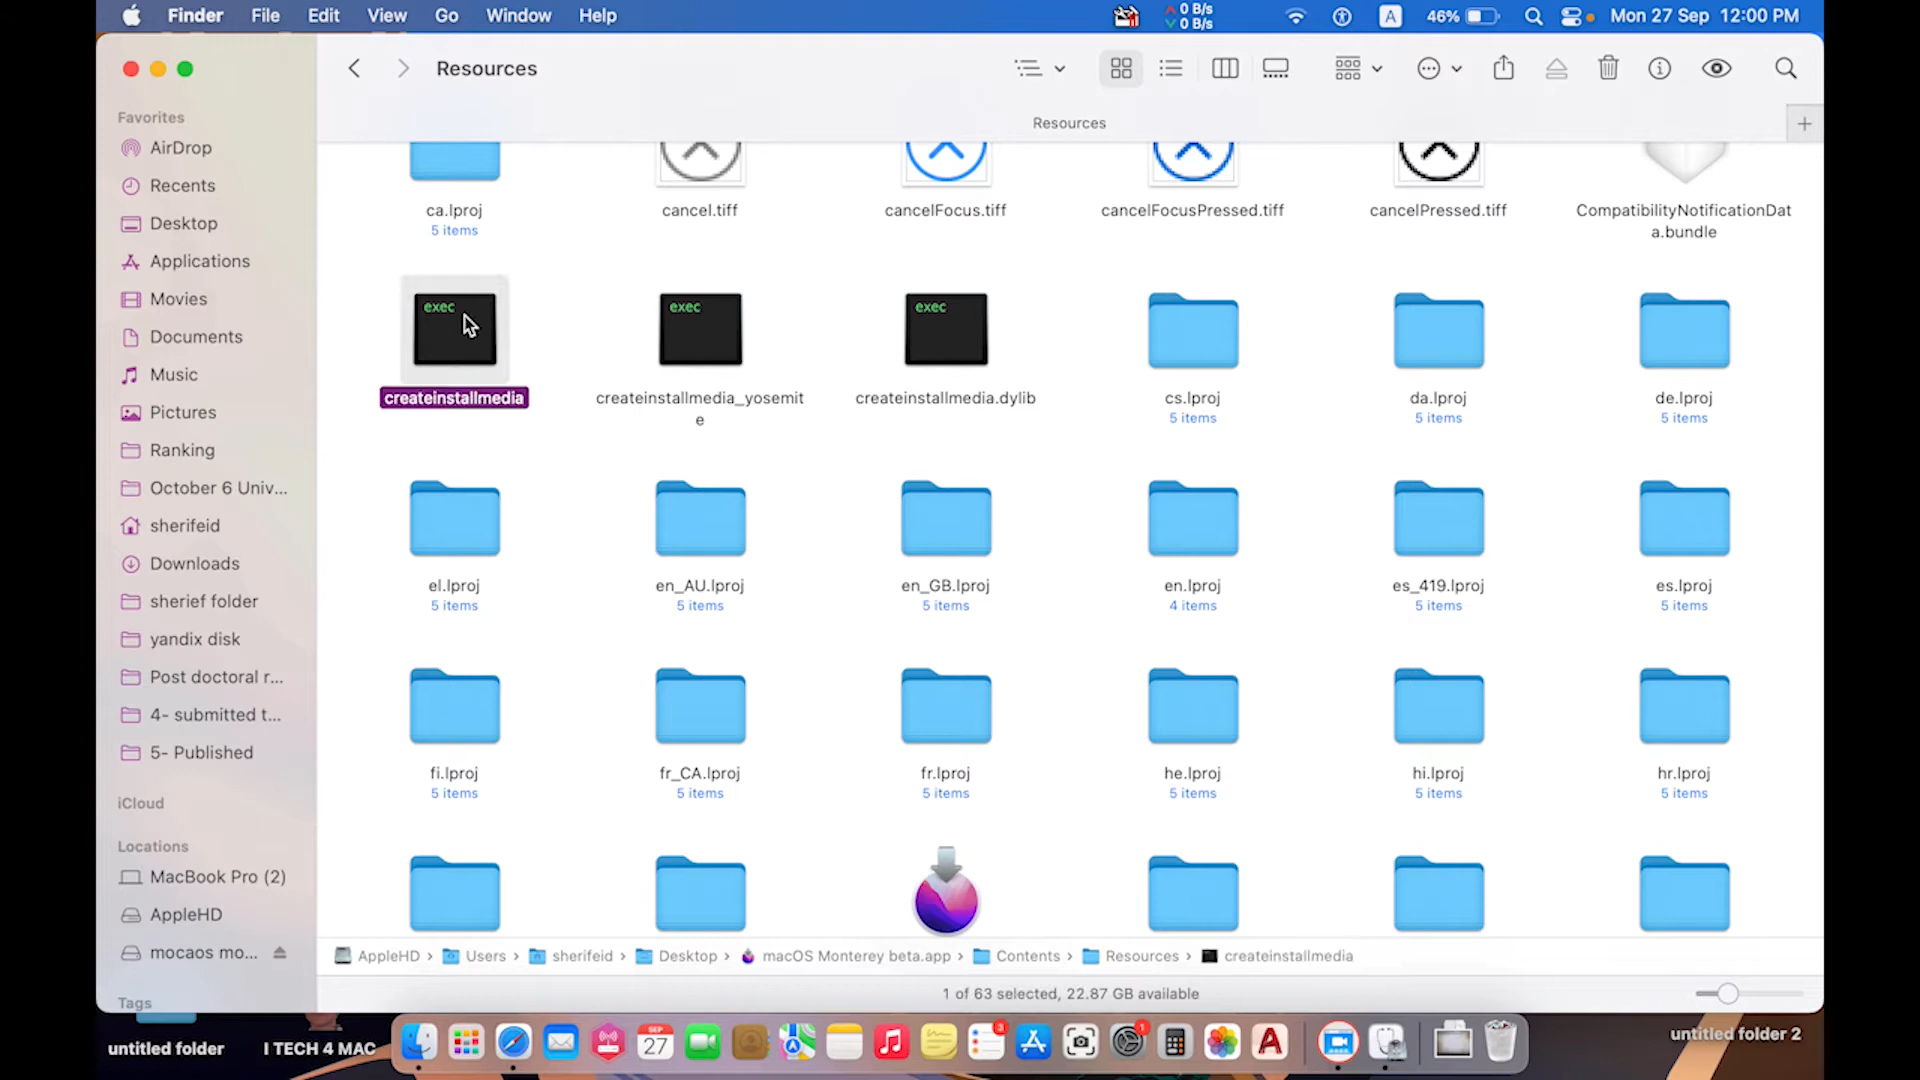 Finder File Edit View Go Window Help
0 B/s
0 B/s
A 46% Mon 27 Sep 12:00 PM
Resources
Resources
Favorites
AirDrop
Recents
Desktop
Applications
Movies
Documents
Music
Pictures
Ranking
October 6 Univ...
sherifeid
Downloads
sherief folder
yandix disk
Post doctoral r...
4- submitted t...
5- Published
iCloud
Locations
MacBook Pro (2)
AppleHD
mocaos mo...
Tags
ca.lproj cancel.tiff cancelFocus.tiff cancelFocusPressed.tiff cancelPressed.tiff CompatibilityNotificationDat
5 items a.bundle
exec exec exec
createinstallmedia createinstallmedia_yosemit createinstallmedia.dylib cs.lproj da.lproj de.lproj
e 5 items 5 items 5 items
el.lproj en_AU.lproj en_GB.lproj en.lproj es_419.lproj es.lproj
5 items 5 items 5 items 4 items 5 items 5 items
fi.lproj fr_CA.lproj fr.lproj he.lproj hi.lproj hr.lproj
5 items 5 items 5 items 5 items 5 items 5 items
AppleHD › Users › sherifeid › Desktop › macOS Monterey beta.app › Contents › Resources › createinstallmedia
1 of 63 selected, 22.87 GB available
untitled folder
I TECH 4 MAC
SEP
27
3
1
untitled folder 2